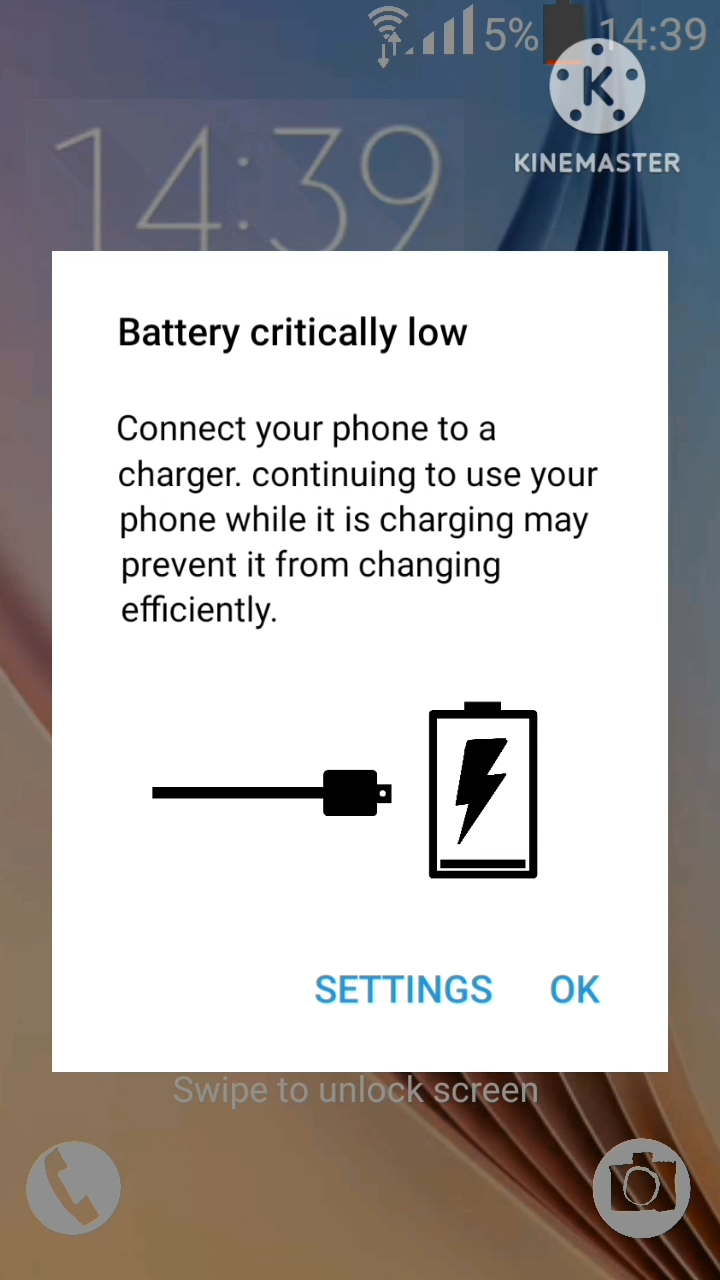 5% 14:39
K
KINEMASTER
14:39
Battery critically low
Connect your phone to a
charger. continuing to use your
phone while it is charging may
prevent it from changing
efficiently.
SETTINGS OK
Swipe to unlock screen